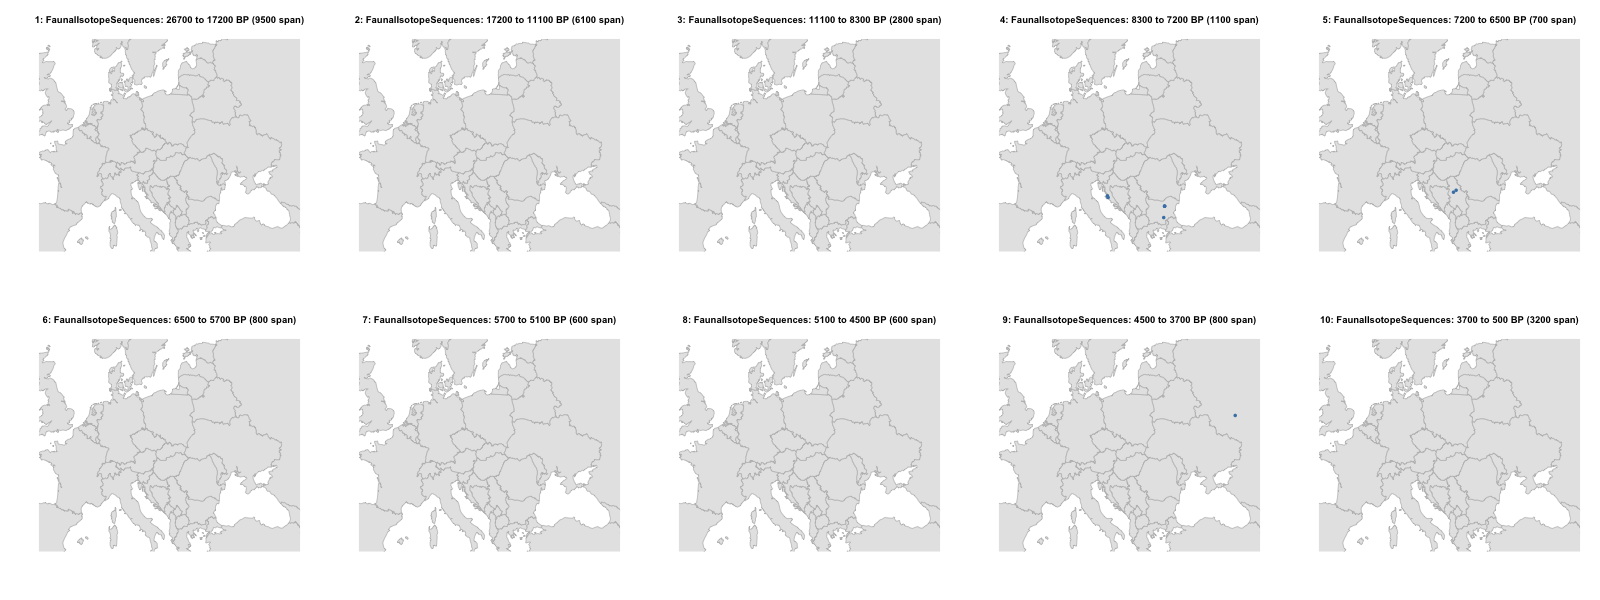 1: FaunalIsotopeSequences: 26700 to 17200 BP (9500 span)
2: FaunalIsotopeSequences: 17200 to 11100 BP (6100 span)
3: FaunalIsotopeSequences: 11100 to 8300 BP (2800 span)
4: FaunalIsotopeSequences: 8300 to 7200 BP (1100 span)
5: FaunalIsotopeSequences: 7200 to 6500 BP (700 span)
6: FaunalIsotopeSequences: 6500 to 5700 BP (800 span)
7: FaunalIsotopeSequences: 5700 to 5100 BP (600 span)
8: FaunalIsotopeSequences: 5100 to 4500 BP (600 span)
9: FaunalIsotopeSequences: 4500 to 3700 BP (800 span)
10: FaunalIsotopeSequences: 3700 to 500 BP (3200 span)